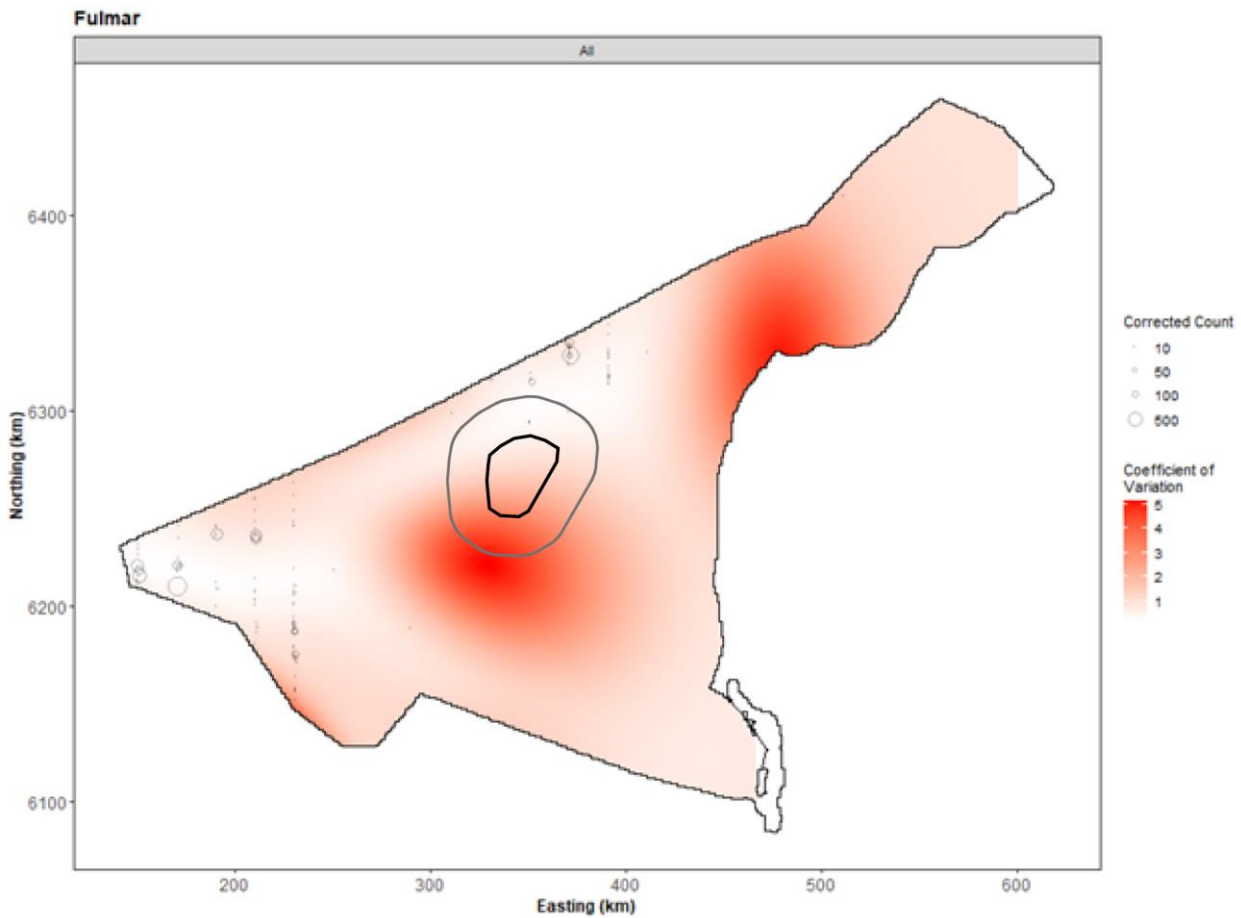 Fulmar
All
Northing (km)
6400
6300
6200
6100
200 300 400 500 600
Easting (km)
Corrected Count
10
50
100
500
Coefficient of
Variation
5
4
3
2
1